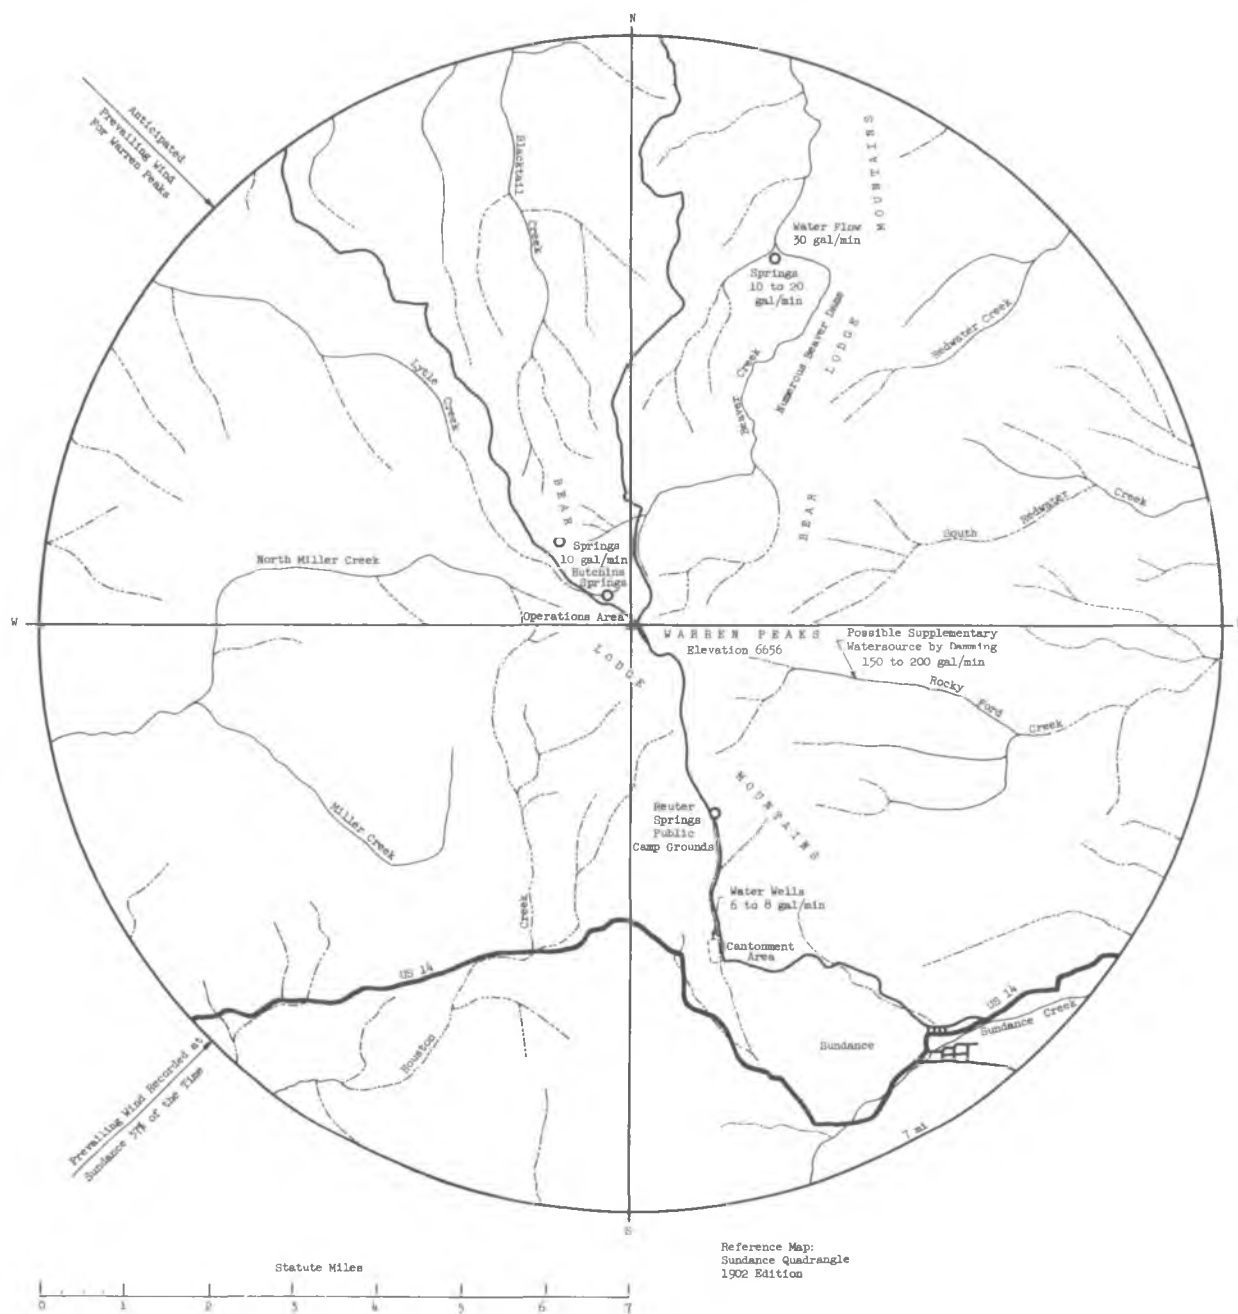 N
Anticipated
Prevailing Wind
For Warren Peaks
Blacktail
Creek
MOUNTAINS
Water Flow
30 gal/min
Springs
10 to 20
gal/min
Numerous Beaver Dams
LODGE
Redwater Creek
Lytle
Creek
Beaver
Creek
BEAR
BEAR
South Redwater Creek
Springs
10 gal/min
Hutchins
Springs
North Miller Creek
Operations Area
W
WARREN PEAKS
Elevation 6656
Possible Supplementary
Watersource by Damming
150 to 200 gal/min
LODGE
Rocky Ford Creek
MOUNTAINS
Miller Creek
Reuter
Springs
Public
Camp Grounds
Water Wells
6 to 8 gal/min
Creek
Cantonment
Area
US 14
US 14
Sundance Creek
Houston
Sundance
Prevailing Wind Recorded at
Sundance 37% of the Time
7 mi
S
Reference Map:
Sundance Quadrangle
1902 Edition
Statute Miles
0 1 2 3 4 5 6 7